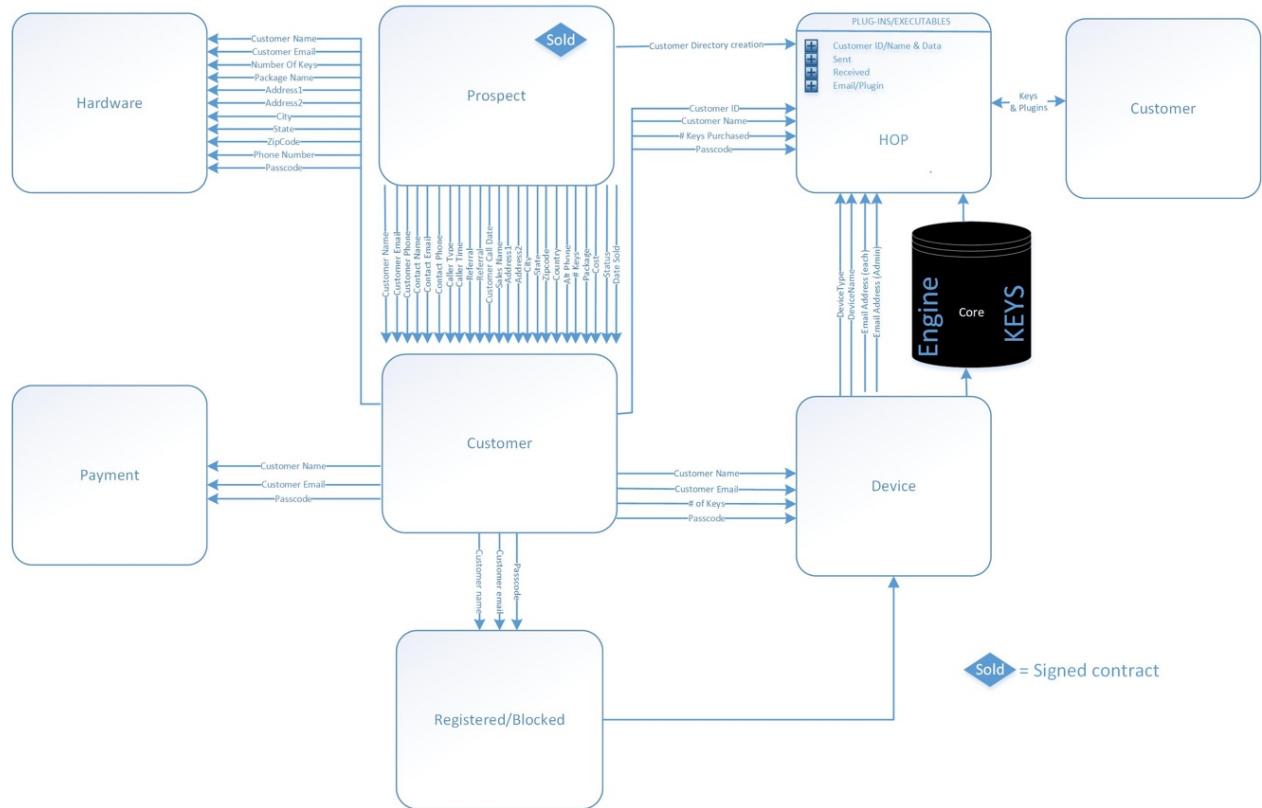 PLUG-INS/EXECUTABLES
Sold
Customer Directory creation
Customer ID/Name & Data
Sent
Received
Email/Plugin
HOP
Keys
& Plugins
Customer
Hardware
Customer Name
Customer Email
Number Of Keys
Package Name
Address1
Address2
City
State
ZipCode
Phone Number
Passcode
Prospect
Customer ID
Customer Name
# Keys Purchased
Passcode
Customer Name
Customer Email
Customer Phone
Contact Name
Contact Email
Contact Phone
Caller Type
Caller Time
Referral
Referral
Customer Call Date
Sales Name
Address1
Address2
City
State
Zipcode
Country
Alt Phone
# Keys
Package
Cost
Status
Date Sold
DeviceType
DeviceName
Email Address (each)
Email Address (Admin)
Engine
Core
KEYS
Payment
Customer Name
Customer Email
Passcode
Customer
Customer Name
Customer Email
# of Keys
Passcode
Device
Customer name
Customer email
Passcode
Registered/Blocked
Sold = Signed contract